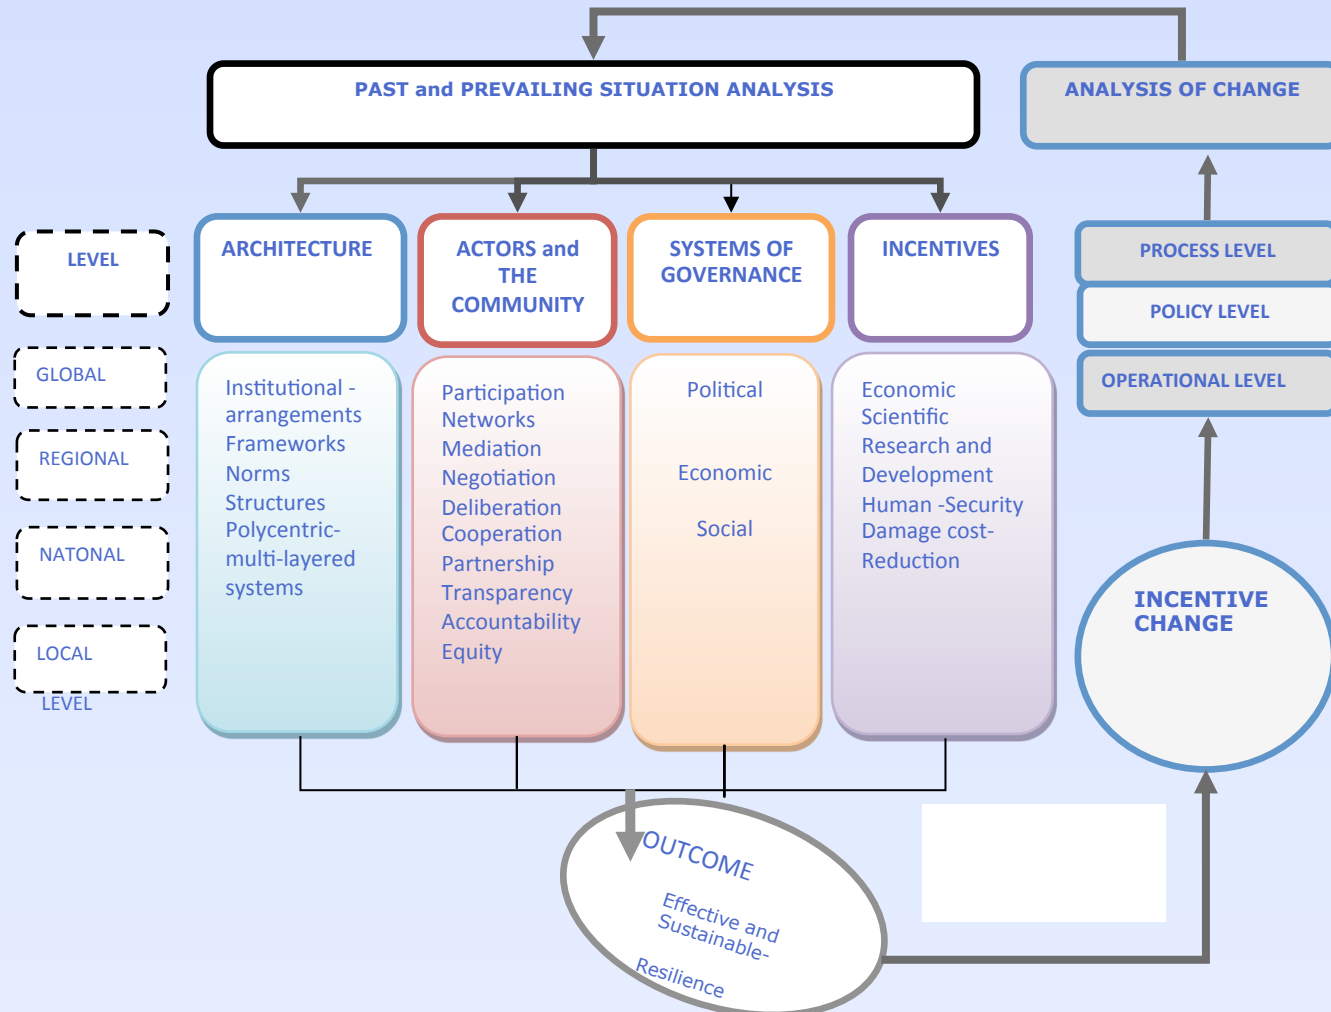 PAST and PREVAILING SITUATION ANALYSIS
ANALYSIS OF CHANGE
LEVEL
ARCHITECTURE
ACTORS and
THE
COMMUNITY
SYSTEMS OF
GOVERNANCE
INCENTIVES
PROCESS LEVEL
POLICY LEVEL
OPERATIONAL LEVEL
GLOBAL
REGIONAL
NATONAL
LOCAL
LEVEL
Institutional -
arrangements
Frameworks
Norms
Structures
Polycentric-
multi-layered
systems
Participation
Networks
Mediation
Negotiation
Deliberation
Cooperation
Partnership
Transparency
Accountability
Equity
Political
Economic
Social
Economic
Scientific
Research and
Development
Human -Security
Damage cost-
Reduction
INCENTIVE
CHANGE
OUTCOME
Effective and
Sustainable-
Resilience